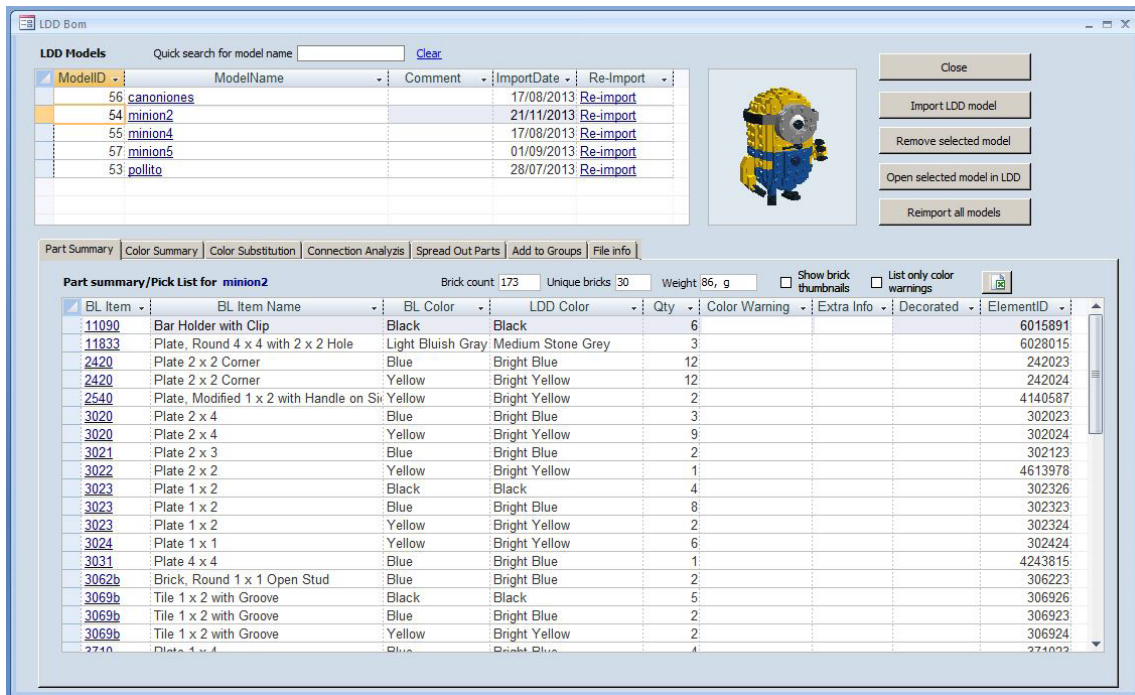 LDD Bom
LDD Models Quick search for model name Clear
ModelID ModelName Comment ImportDate Re-Import
56 canoniones 17/08/2013 Re-import
54 minion2 21/11/2013 Re-import
55 minion4 17/08/2013 Re-import
57 minion5 01/09/2013 Re-import
53 pollito 28/07/2013 Re-import
Close
Import LDD model
Remove selected model
Open selected model in LDD
Reimport all models
Part Summary Color Summary Color Substitution Connection Analyzis Spread Out Parts Add to Groups File info
Part summary/Pick List for minion2 Brick count 173 Unique bricks 30 Weight 86, g Show brick thumbnails List only color warnings
BL Item BL Item Name BL Color LDD Color Qty Color Warning Extra Info Decorated ElementID
11090 Bar Holder with Clip Black Black 6 6015891
11833 Plate, Round 4 x 4 with 2 x 2 Hole Light Bluish Gray Medium Stone Grey 3 6028015
2420 Plate 2 x 2 Corner Blue Bright Blue 12 242023
2420 Plate 2 x 2 Corner Yellow Bright Yellow 12 242024
2540 Plate, Modified 1 x 2 with Handle on Si Yellow Bright Yellow 2 4140587
3020 Plate 2 x 4 Blue Bright Blue 3 302023
3020 Plate 2 x 4 Yellow Bright Yellow 9 302024
3021 Plate 2 x 3 Blue Bright Blue 2 302123
3022 Plate 2 x 2 Yellow Bright Yellow 1 4613978
3023 Plate 1 x 2 Black Black 4 302326
3023 Plate 1 x 2 Blue Bright Blue 8 302323
3023 Plate 1 x 2 Yellow Bright Yellow 2 302324
3024 Plate 1 x 1 Yellow Bright Yellow 6 302424
3031 Plate 4 x 4 Blue Bright Blue 1 4243815
3062b Brick, Round 1 x 1 Open Stud Blue Bright Blue 2 306223
3069b Tile 1 x 2 with Groove Black Black 5 306926
3069b Tile 1 x 2 with Groove Blue Bright Blue 2 306923
3069b Tile 1 x 2 with Groove Yellow Bright Yellow 2 306924
3710 Plate 1 x 4 Blue Bright Blue 4 371023